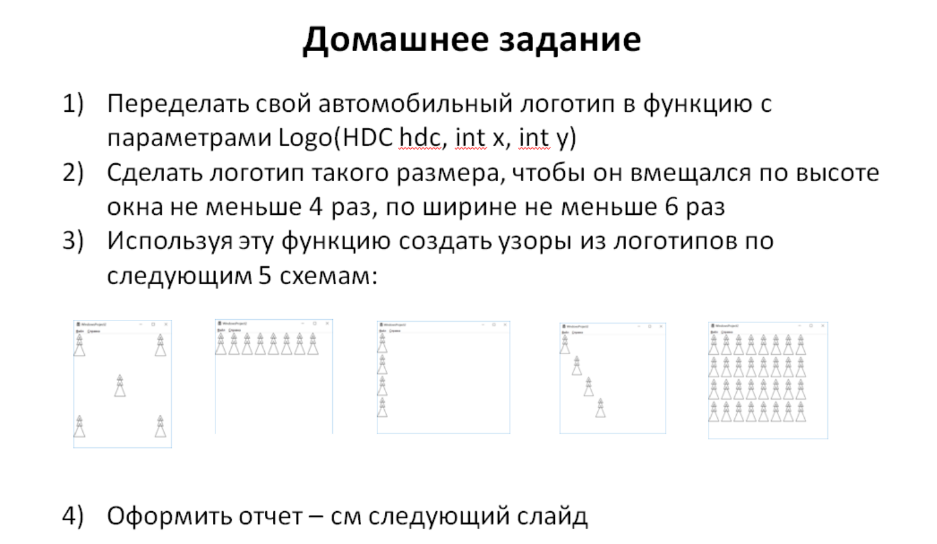 Домашнее задание
1) Переделать свой автомобильный логотип в функцию с
параметрами Logo(HDC hdc, int x, int y)
2) Сделать логотип такого размера, чтобы он вмещался по высоте
окна не меньше 4 раз, по ширине не меньше 6 раз
3) Используя эту функцию создать узоры из логотипов по
следующим 5 схемам:
4) Оформить отчет – см следующий слайд